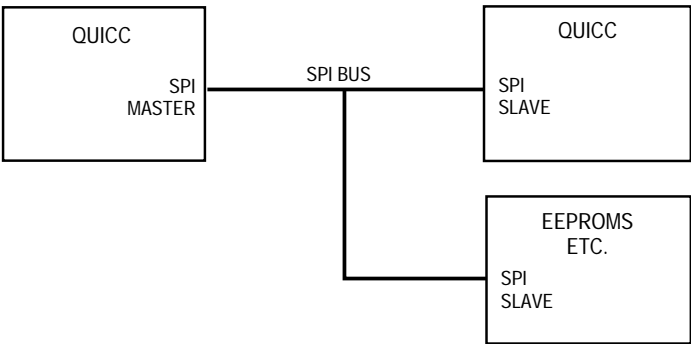 QUICC
SPI
MASTER
SPI BUS
QUICC
SPI
SLAVE
EEPROMS
ETC.
SPI
SLAVE